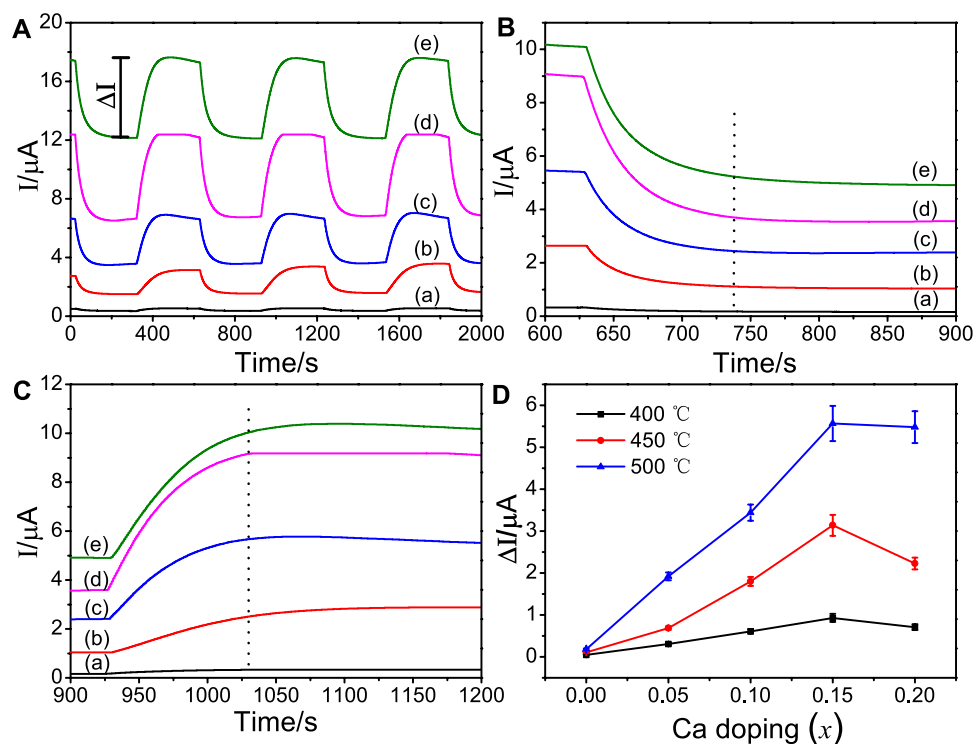 A
B
20
16
12
8
4
0
I/μA
ΔI
(e)
(d)
(c)
(b)
(a)
0 400 800 1200 1600 2000
Time/s
10
8
6
4
2
0
I/μA
(e)
(d)
(c)
(b)
(a)
600 650 700 750 800 850 900
Time/s
C
D
12
10
8
6
4
2
0
I/μA
(e)
(d)
(c)
(b)
(a)
900 950 1000 1050 1100 1150 1200
Time/s
6
5
4
3
2
1
0
ΔI/μA
400 ℃
450 ℃
500 ℃
0.00 0.05 0.10 0.15 0.20
Ca doping (x)